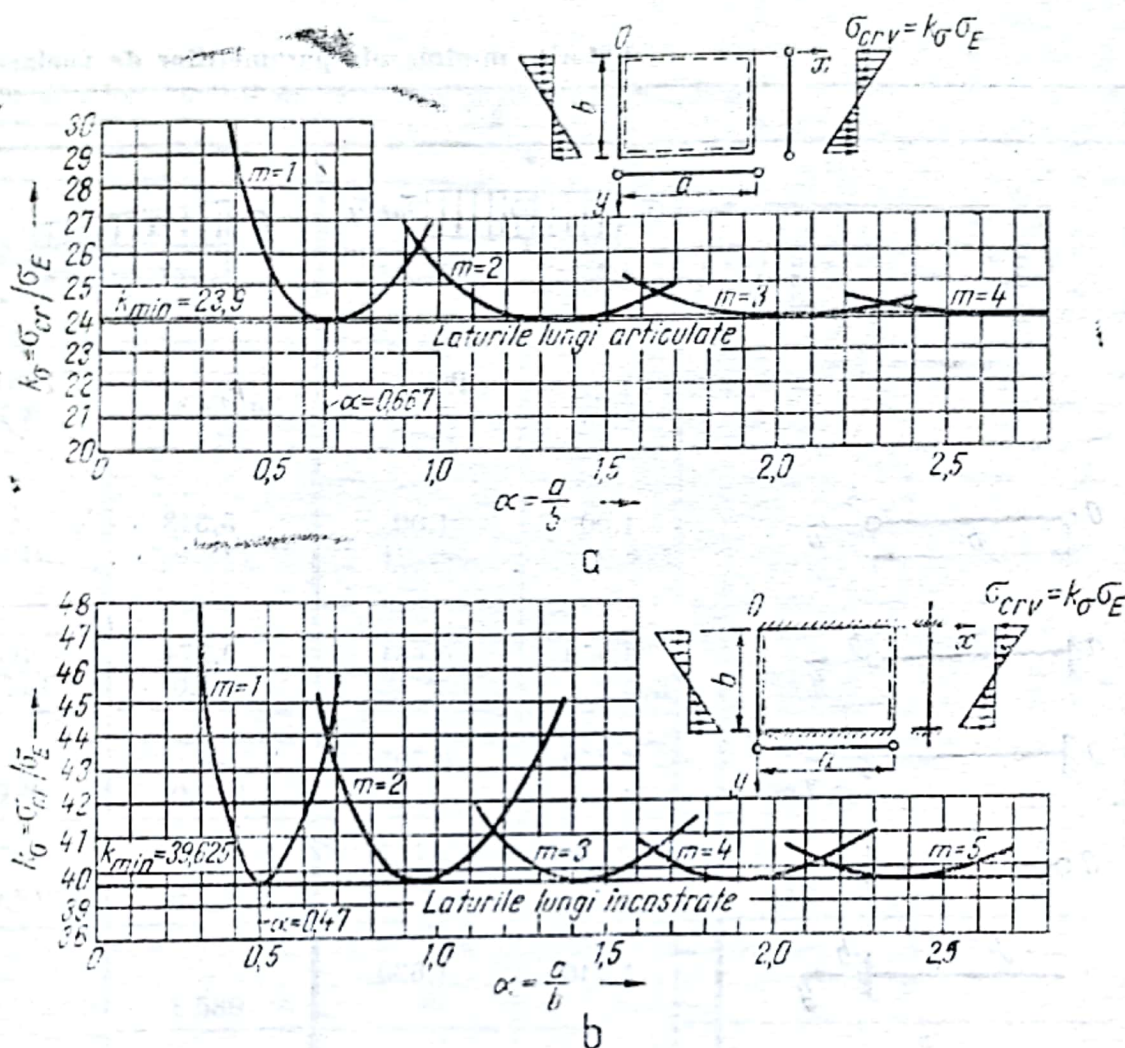 σcrv = kσ σE
0
x
b
a
y
kσ = σcr/σE
30
29
28
27
26
25
24
23
22
21
20
m=1
m=2
m=3
m=4
kmin = 23,9
Laturile lungi articulate
α=0,667
0
0,5
1,0
1,5
2,0
2,5
α = a/b
a
48
47
46
45
44
43
42
41
40
39
m=1
m=2
m=3
m=4
m=5
kσ = σcr/σE
kmin = 39,625
α=0,47
Laturile lungi incastrate
0
0,5
1,0
1,5
2,0
2,5
α = a/b
b
0
σcrv = kσ σE
x
b
y